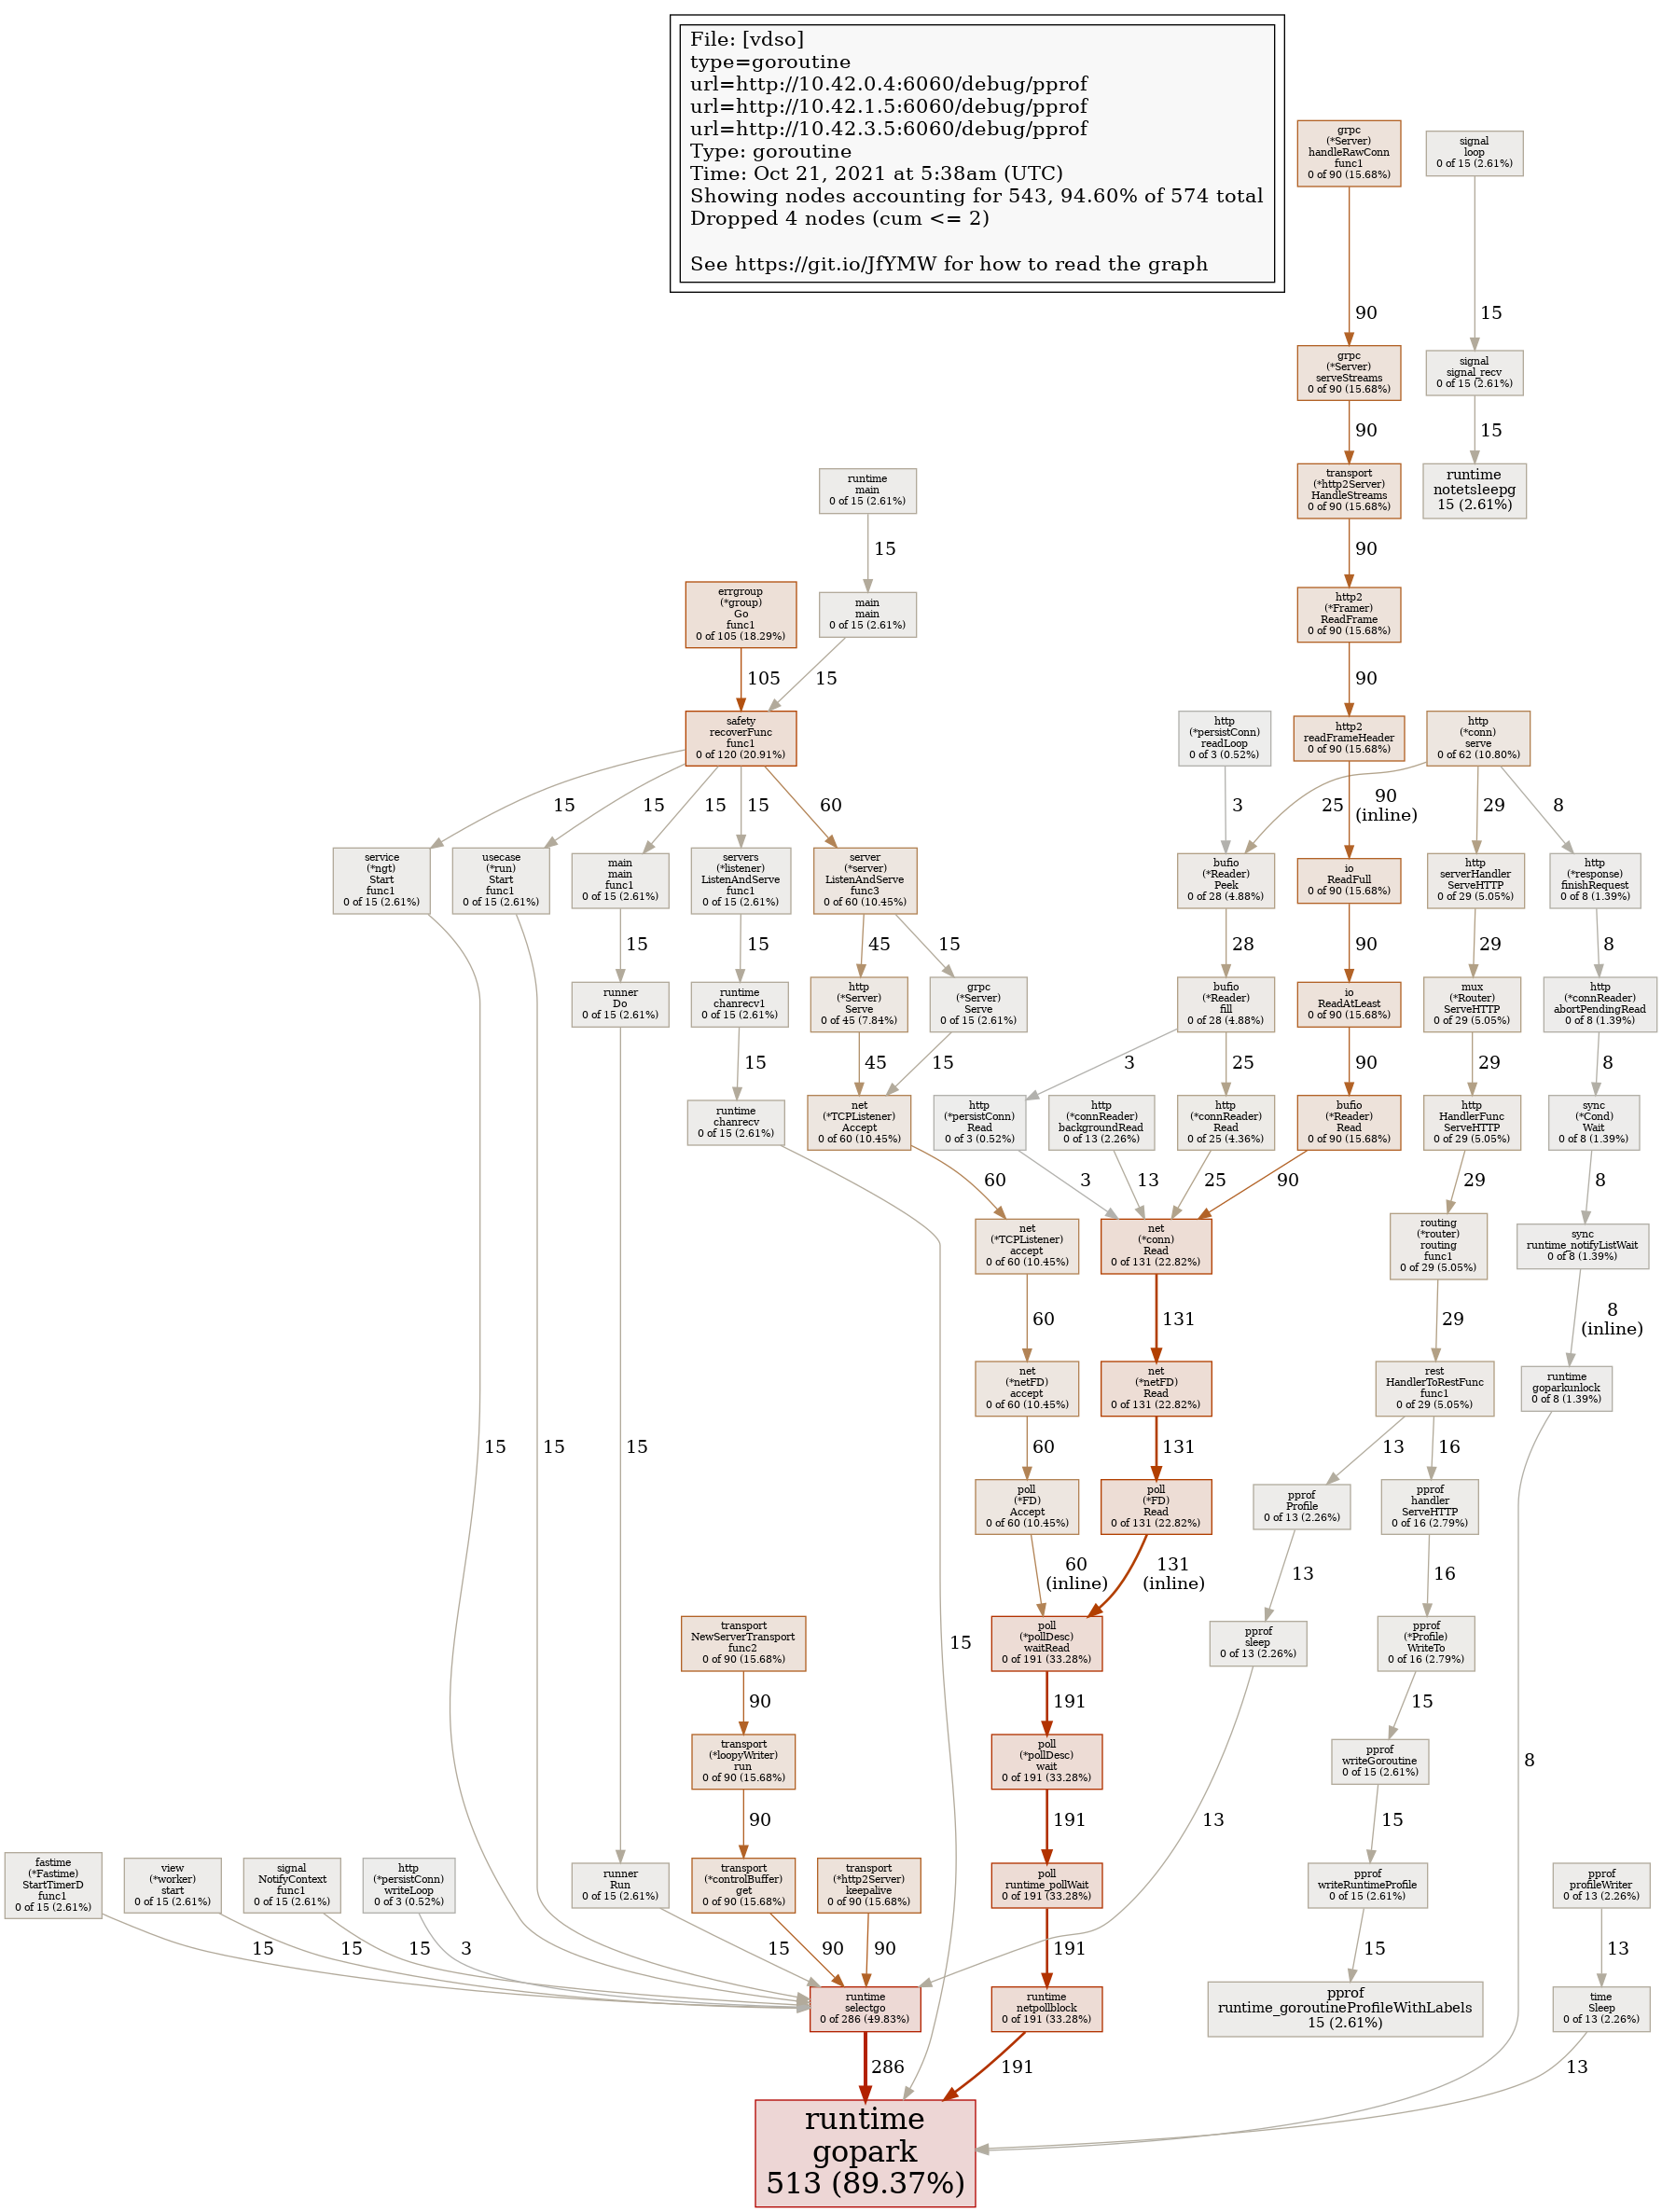 File: [vdso]
type=goroutine
url=http://10.42.0.4:6060/debug/pprof
url=http://10.42.1.5:6060/debug/pprof
url=http://10.42.3.5:6060/debug/pprof
Type: goroutine
Time: Oct 21, 2021 at 5:38am (UTC)
Showing nodes accounting for 543, 94.60% of 574 total
Dropped 4 nodes (cum <= 2)
See https://git.io/JfYMW for how to read the graph
grpc
(*Server)
handleRawConn
func1
0 of 90 (15.68%)
signal
loop
0 of 15 (2.61%)
90
15
grpc
(*Server)
serveStreams
0 of 90 (15.68%)
signal
signal_recv
0 of 15 (2.61%)
90
15
runtime
main
0 of 15 (2.61%)
transport
(*http2Server)
HandleStreams
0 of 90 (15.68%)
runtime
notetsleepg
15 (2.61%)
15
90
errgroup
(*group)
Go
func1
0 of 105 (18.29%)
main
main
0 of 15 (2.61%)
http2
(*Framer)
ReadFrame
0 of 90 (15.68%)
105
15
90
safety
recoverFunc
func1
0 of 120 (20.91%)
http
(*persistConn)
readLoop
0 of 3 (0.52%)
http2
readFrameHeader
0 of 90 (15.68%)
http
(*conn)
serve
0 of 62 (10.80%)
15
15
15
15
60
3
25
90
(inline)
29
8
service
(*ngt)
Start
func1
0 of 15 (2.61%)
usecase
(*run)
Start
func1
0 of 15 (2.61%)
main
main
func1
0 of 15 (2.61%)
servers
(*listener)
ListenAndServe
func1
0 of 15 (2.61%)
server
(*server)
ListenAndServe
func3
0 of 60 (10.45%)
bufio
(*Reader)
Peek
0 of 28 (4.88%)
io
ReadFull
0 of 90 (15.68%)
http
serverHandler
ServeHTTP
0 of 29 (5.05%)
http
(*response)
finishRequest
0 of 8 (1.39%)
15
15
45
15
28
90
29
8
runner
Do
0 of 15 (2.61%)
runtime
chanrecv1
0 of 15 (2.61%)
http
(*Server)
Serve
0 of 45 (7.84%)
grpc
(*Server)
Serve
0 of 15 (2.61%)
bufio
(*Reader)
fill
0 of 28 (4.88%)
io
ReadAtLeast
0 of 90 (15.68%)
mux
(*Router)
ServeHTTP
0 of 29 (5.05%)
http
(*connReader)
abortPendingRead
0 of 8 (1.39%)
15
45
15
3
25
90
29
8
runtime
chanrecv
0 of 15 (2.61%)
net
(*TCPListener)
Accept
0 of 60 (10.45%)
http
(*persistConn)
Read
0 of 3 (0.52%)
http
(*connReader)
backgroundRead
0 of 13 (2.26%)
http
(*connReader)
Read
0 of 25 (4.36%)
bufio
(*Reader)
Read
0 of 90 (15.68%)
http
HandlerFunc
ServeHTTP
0 of 29 (5.05%)
sync
(*Cond)
Wait
0 of 8 (1.39%)
60
3
13
25
90
29
8
net
(*TCPListener)
accept
0 of 60 (10.45%)
net
(*conn)
Read
0 of 131 (22.82%)
routing
(*router)
routing
func1
0 of 29 (5.05%)
sync
runtime_notifyListWait
0 of 8 (1.39%)
60
131
29
8
(inline)
net
(*netFD)
accept
0 of 60 (10.45%)
net
(*netFD)
Read
0 of 131 (22.82%)
rest
HandlerToRestFunc
func1
0 of 29 (5.05%)
runtime
goparkunlock
0 of 8 (1.39%)
15
15
15
60
131
13
16
poll
(*FD)
Accept
0 of 60 (10.45%)
poll
(*FD)
Read
0 of 131 (22.82%)
pprof
Profile
0 of 13 (2.26%)
pprof
handler
ServeHTTP
0 of 16 (2.79%)
60
(inline)
131
(inline)
13
16
transport
NewServerTransport
func2
0 of 90 (15.68%)
15
poll
(*pollDesc)
waitRead
0 of 191 (33.28%)
pprof
sleep
0 of 13 (2.26%)
pprof
(*Profile)
WriteTo
0 of 16 (2.79%)
90
191
15
transport
(*loopyWriter)
run
0 of 90 (15.68%)
poll
(*pollDesc)
wait
0 of 191 (33.28%)
pprof
writeGoroutine
0 of 15 (2.61%)
8
90
191
13
15
fastime
(*Fastime)
StartTimerD
func1
0 of 15 (2.61%)
view
(*worker)
start
0 of 15 (2.61%)
signal
NotifyContext
func1
0 of 15 (2.61%)
http
(*persistConn)
writeLoop
0 of 3 (0.52%)
runner
Run
0 of 15 (2.61%)
transport
(*controlBuffer)
get
0 of 90 (15.68%)
transport
(*http2Server)
keepalive
0 of 90 (15.68%)
poll
runtime_pollWait
0 of 191 (33.28%)
pprof
writeRuntimeProfile
0 of 15 (2.61%)
pprof
profileWriter
0 of 13 (2.26%)
15
15
15
3
15
90
90
191
15
13
runtime
selectgo
0 of 286 (49.83%)
runtime
netpollblock
0 of 191 (33.28%)
pprof
runtime_goroutineProfileWithLabels
15 (2.61%)
time
Sleep
0 of 13 (2.26%)
286
191
13
runtime
gopark
513 (89.37%)